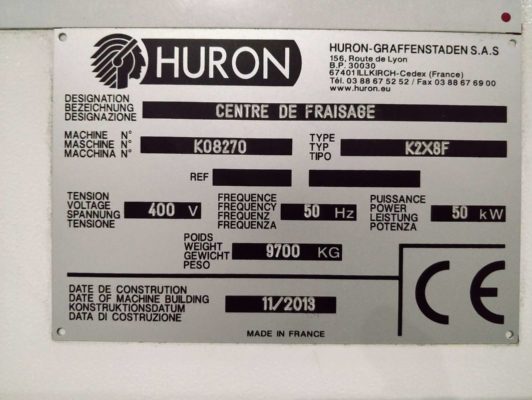 HURON
HURON-GRAFFENSTADEN S.A.S
156, Route de Lyon
B.P. 30030
67401 ILLKIRCH-Cedex (France)
Tél. 03 88 67 52 52 / Fax 03 88 67 69 00
www.huron.eu
DESIGNATION
BEZEICHNUNG
DESIGNAZIONE
CENTRE DE FRAISAGE
MACHINE N°
MASCHINE N°
MACCHINA N°
K08270
TYPE
TYP
TIPO
K2X8F
REF
TENSION
VOLTAGE
SPANNUNG
TENSIONE
400 V
FREQUENCE
FREQUENCY
FREQUENZ
FREQUENZA
50 Hz
PUISSANCE
POWER
LEISTUNG
POTENZA
50 kW
POIDS
WEIGHT
GEWICHT
PESO
9700 KG
DATE DE CONSTRUTION
DATE OF MACHINE BUILDING
KONSTRUKTIONSDATUM
DATA DI COSTRUZIONE
11/2013
CE
MADE IN FRANCE